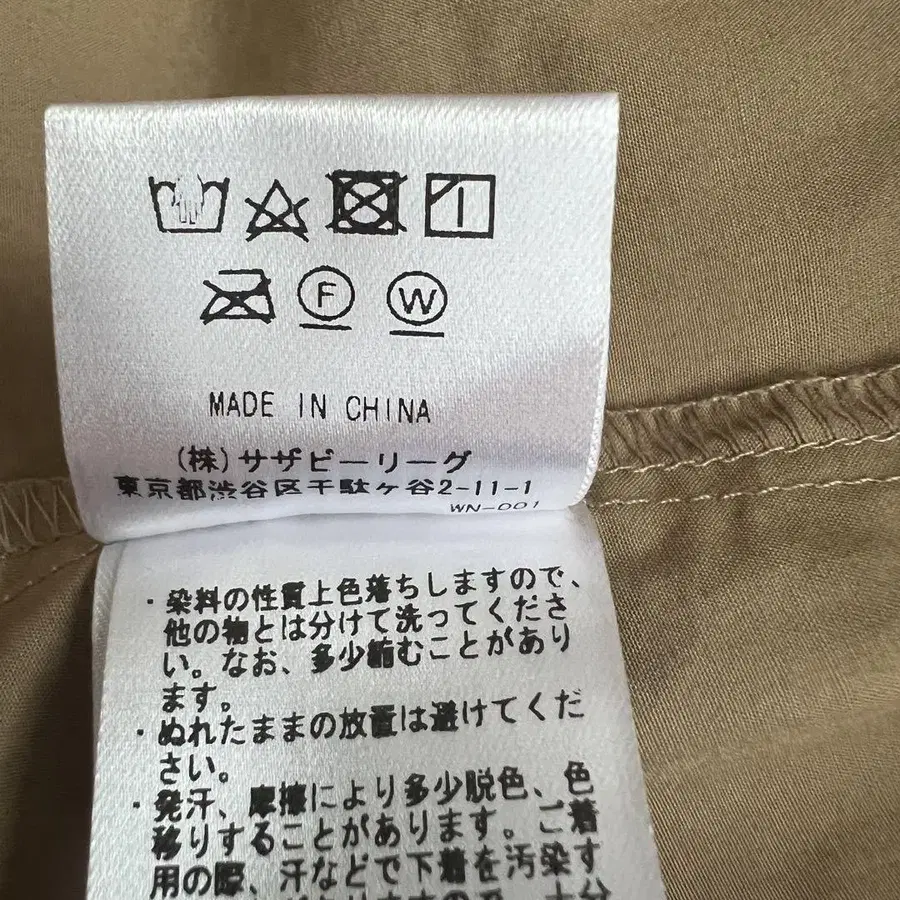 F W
MADE IN CHINA
(株)サザビーリーグ
東京都渋谷区千駄ヶ谷2-11-1
WN-001
・染料の性質上色落ちしますので、
他の物とは分けて洗ってくださ
い。なお、多少縮むことがあり
ます。
・ぬれたままの放置は避けてくだ
さい。
・発汗、摩擦により多少脱色、色
移りすることがあります。ご着
用の際、汗などで下着を汚染す